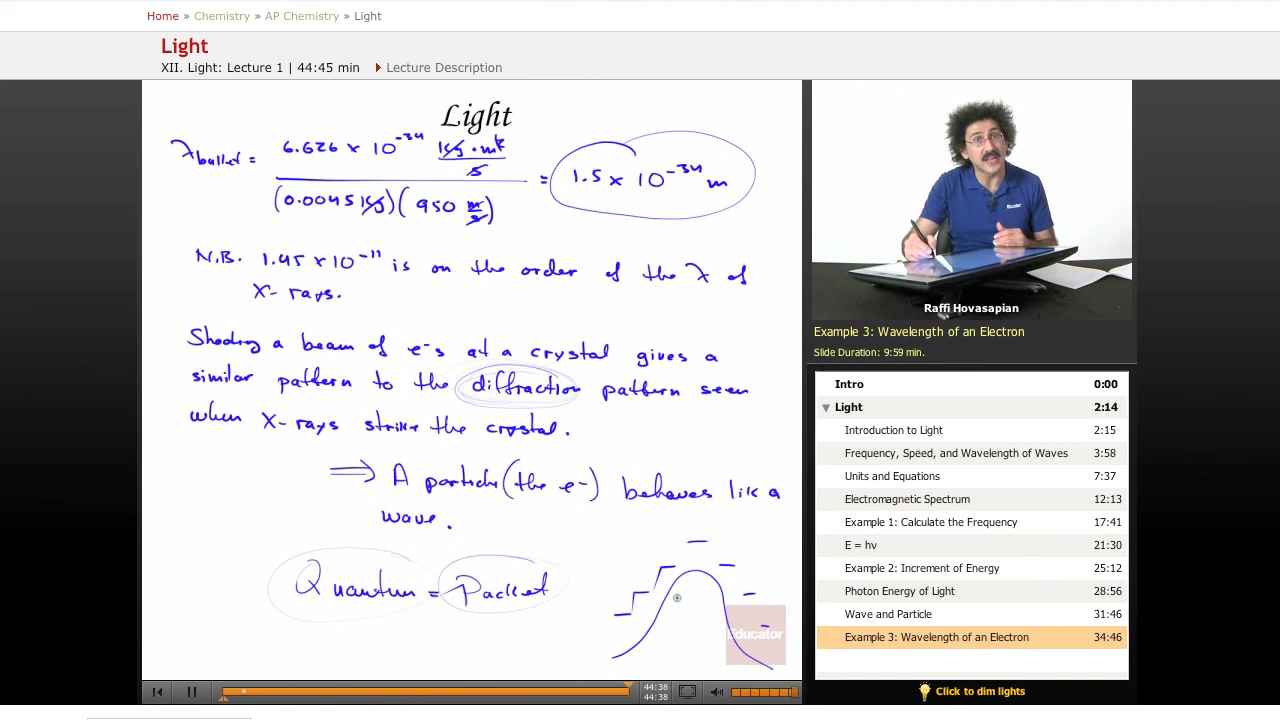 Home » Chemistry » AP Chemistry » Light
Light
XII. Light: Lecture 1 | 44:45 min Lecture Description
Light
λ bullet = 6.626 x 10^-34 kg·m²/s
(0.0045 kg)(950 m/s)
= 1.5 x 10^-34 m
N.B. 1.45 x 10^-11 is on the order of the λ of
X-rays.
Shooting a beam of e-s at a crystal gives a
similar pattern to the diffraction pattern seen
when X-rays strike the crystal.
⟹ A particle (the e-) behaves like a
wave.
Quantum = Packet
Educator
44:38
44:38
Raffi Hovasapian
Example 3: Wavelength of an Electron
Slide Duration: 9:59 min.
Intro 0:00
Light 2:14
Introduction to Light 2:15
Frequency, Speed, and Wavelength of Waves 3:58
Units and Equations 7:37
Electromagnetic Spectrum 12:13
Example 1: Calculate the Frequency 17:41
E = hν 21:30
Example 2: Increment of Energy 25:12
Photon Energy of Light 28:56
Wave and Particle 31:46
Example 3: Wavelength of an Electron 34:46
Click to dim lights